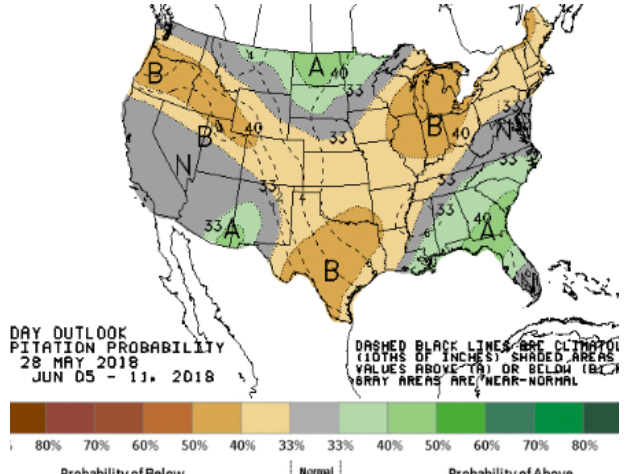 A
40
33
33
B
B
40
N
33
B
40
33
N
33
33
40
A
33
A
B
N
DAY OUTLOOK
PITATION PROBABILITY
28 MAY 2018
JUN 05 - 11, 2018
DASHED BLACK LINES ARE CLIMATOL
(10THS OF INCHES) SHADED AREAS
VALUES ABOVE (A) OR BELOW (B)
GRAY AREAS ARE NEAR-NORMAL
80% 70% 60% 50% 40% 33% 33% 40% 50% 60% 70% 80%
Probability of Below Normal Probability of Above